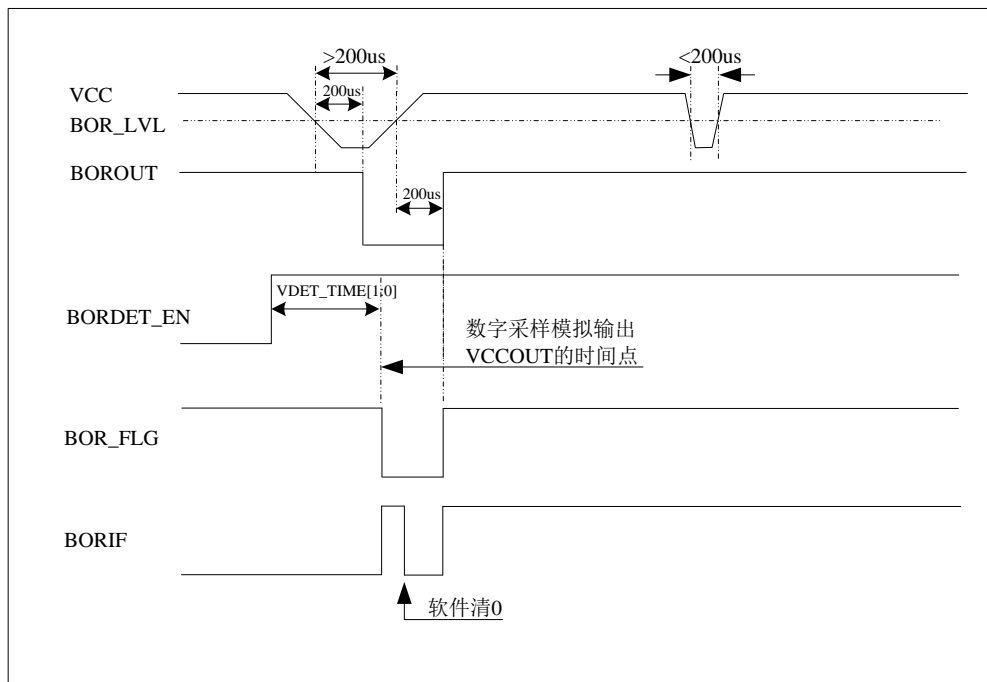 >200us
<200us
VCC
200us
BOR_LVL
BOROUT
200us
VDET_TIME[1:0]
BORDET_EN
数字采样模拟输出
VCCOUT的时间点
BOR_FLG
BORIF
软件清0